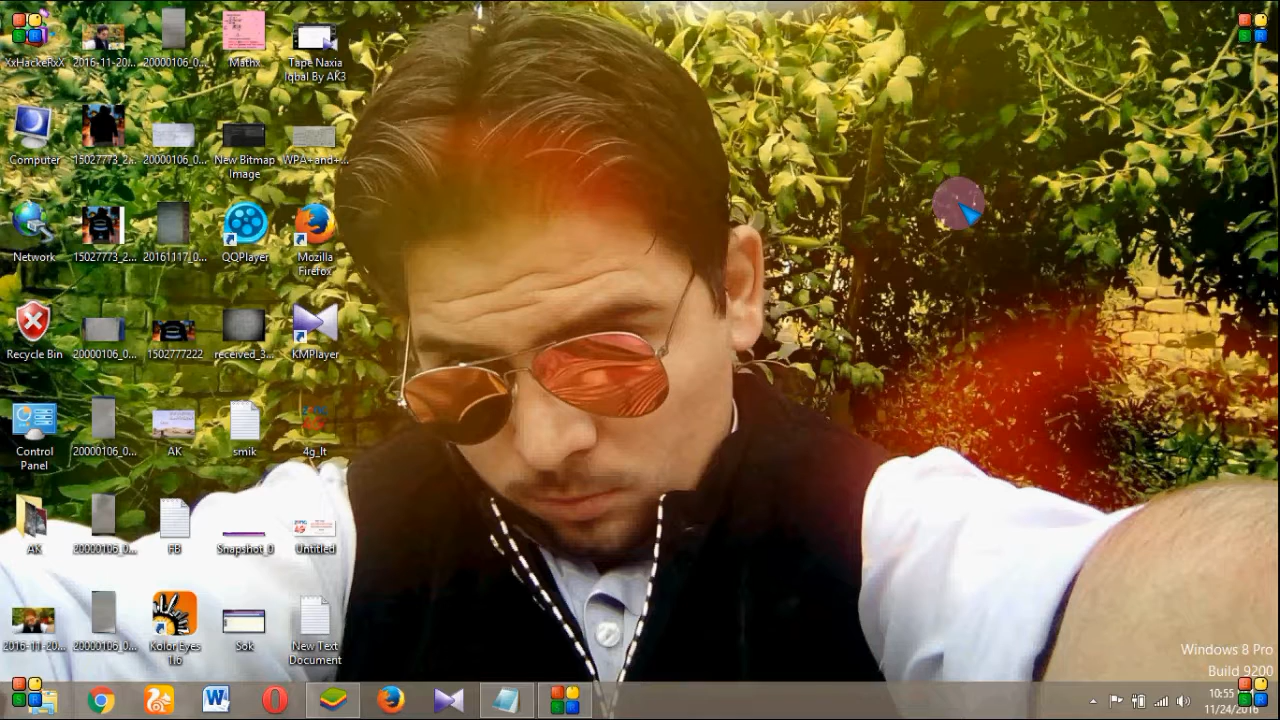 XxHackeRxX
2016-11-20...
20000106_0...
Mathx
Tape Naxia
Iqbal By AK3
Computer
15027773_2...
20000106_0...
New Bitmap
Image
WPA+and+...
Network
15027773_2...
20161117_0...
QQPlayer
Mozilla
Firefox
Recycle Bin
20000106_0...
1502777222
received_3...
KMPlayer
Control
Panel
20000106_0...
AK
smik
4g_lt
AK
20000106_0...
FB
Snapshot_0
Untitled
2016-11-20...
20000106_0...
Kolor Eyes
1.6
Sok
New Text
Document
Windows 8 Pro
Build 9200
10:55
11/24/2016